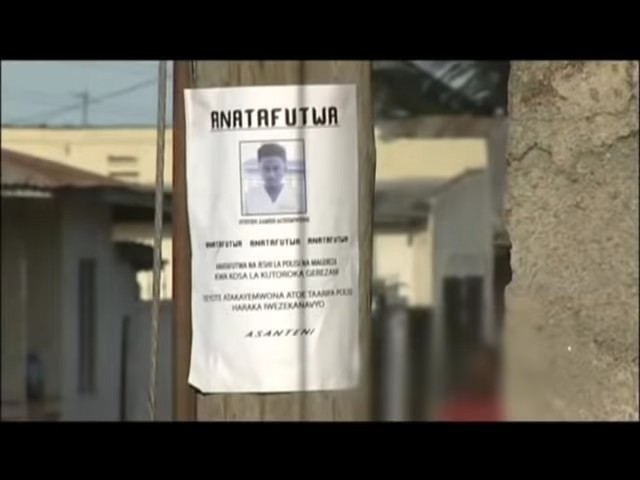 ANATAFUTWA
ANATAFUTWA ANATAFUTWA ANATAFUTWA
ANATAFUTWA NA JESHI LA POLISI NA MAGEREZA
KWA KOSA LA KUTOROKA GEREZANI
YEYOTE ATAKAYEMWONA ATOE TAARIFA POLISI
HARAKA IWEZEKANAVYO
ASANTENI